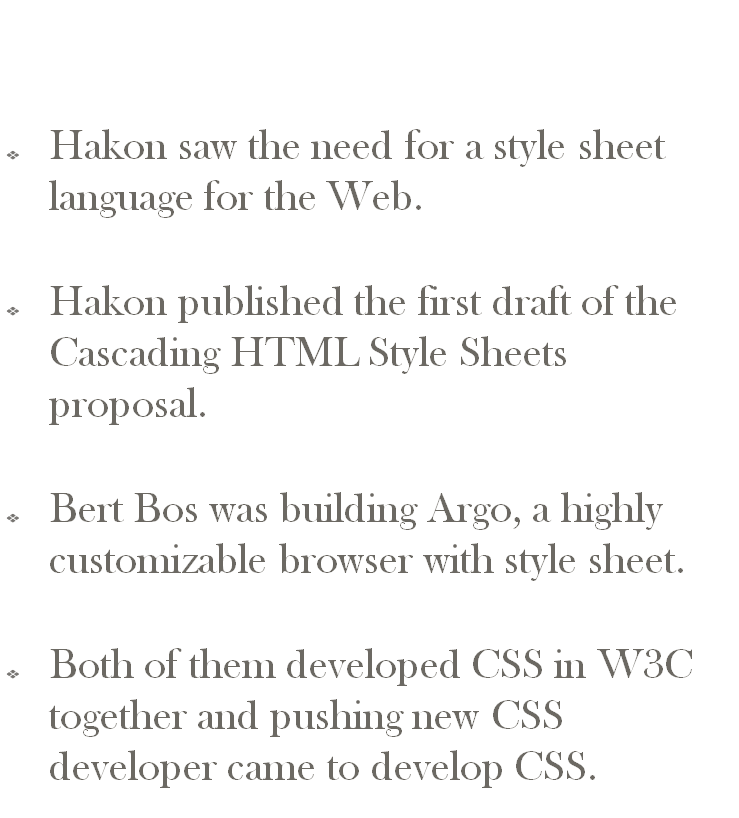 ❖ Hakon saw the need for a style sheet
language for the Web.
❖ Hakon published the first draft of the
Cascading HTML Style Sheets
proposal.
❖ Bert Bos was building Argo, a highly
customizable browser with style sheet.
❖ Both of them developed CSS in W3C
together and pushing new CSS
developer came to develop CSS.